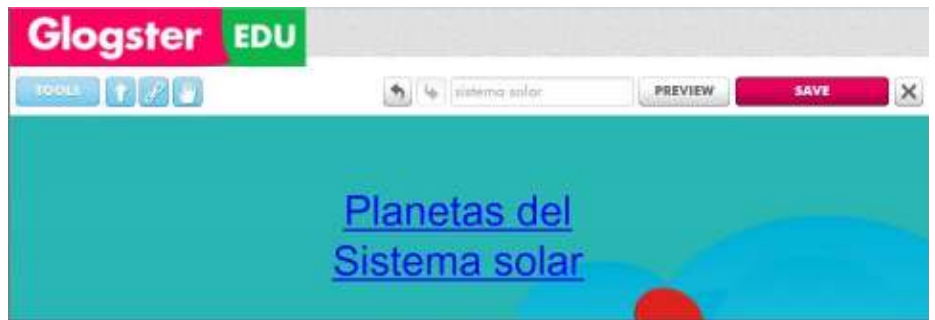 Glogster EDU
TOOLS sistema solar PREVIEW SAVE
Planetas del
Sistema solar